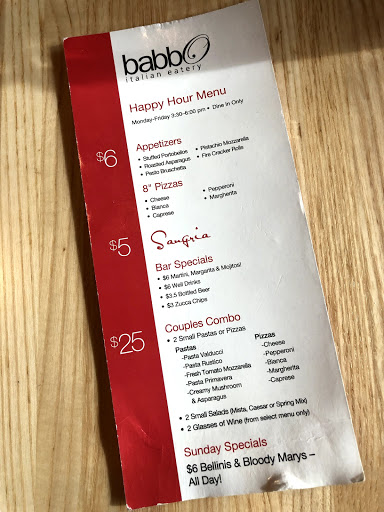 babbO
italian eatery
Happy Hour Menu
Monday-Friday 3:30-6:00 pm • Dine In Only
$6
Appetizers
• Stuffed Portobellos
• Roasted Asparagus
• Pesto Bruschetta
• Pistachio Mozzarella
• Fire Cracker Rolls
8" Pizzas
• Cheese
• Bianca
• Caprese
• Pepperoni
• Margherita
$5
Sangria
Bar Specials
• $6 Martini, Margarita & Mojitos!
• $6 Well Drinks
• $3.5 Bottled Beer
• $3 Zucca Chips
$25
Couples Combo
• 2 Small Pastas or Pizzas
Pastas
-Pasta Valducci
-Pasta Rustico
-Fresh Tomato Mozzarella
-Pasta Primavera
-Creamy Mushroom
& Asparagus
Pizzas
-Cheese
-Pepperoni
-Bianca
-Margherita
-Caprese
• 2 Small Salads (Mista, Caesar or Spring Mix)
• 2 Glasses of Wine (from select menu only)
Sunday Specials
$6 Bellinis & Bloody Marys –
All Day!